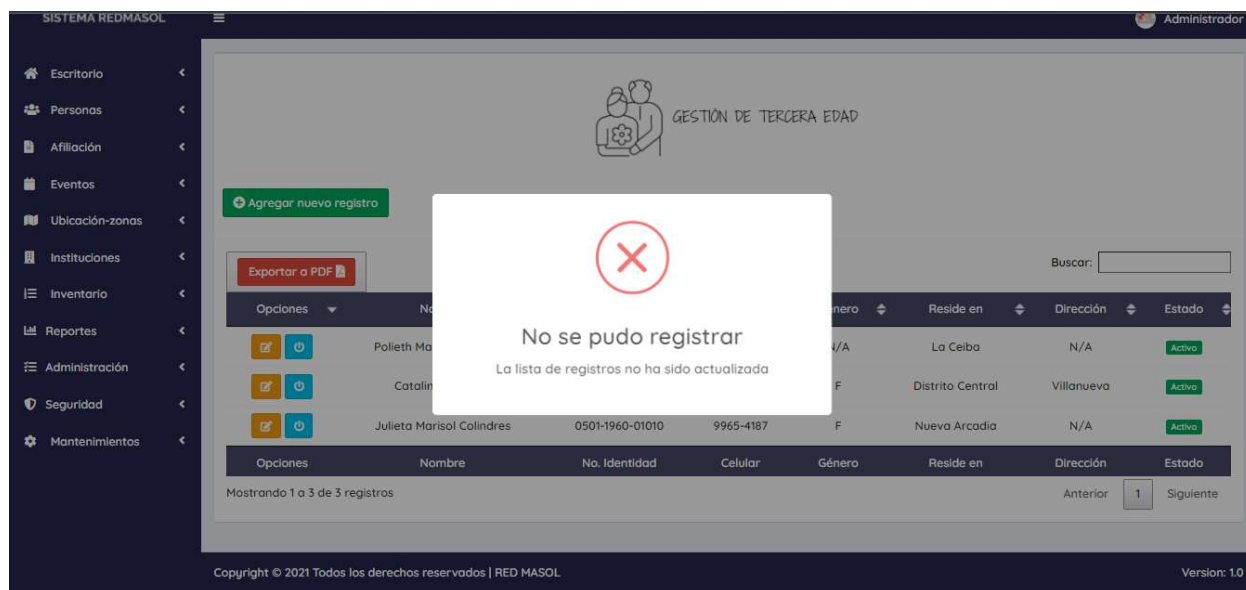 SISTEMA REDMASOL
Administrador
Escritorio
Personas
Afiliación
Eventos
Ubicación-zonas
Instituciones
Inventario
Reportes
Administración
Seguridad
Mantenimientos
GESTIÓN DE TERCERA EDAD
Agregar nuevo registro
Exportar a PDF
Buscar:
No se pudo registrar
La lista de registros no ha sido actualizada
Opciones Reside en Dirección Estado
Polieth N/A La Ceiba N/A Activo
F Distrito Central Villanueva Activo
Julieta Marisol Colindres 0501-1960-01010 9965-4187 F Nueva Arcadia N/A Activo
Opciones Nombre No. Identidad Celular Género Reside en Dirección Estado
Mostrando 1 a 3 de 3 registros
Anterior 1 Siguiente
Copyright © 2021 Todos los derechos reservados | RED MASOL
Version: 1.0